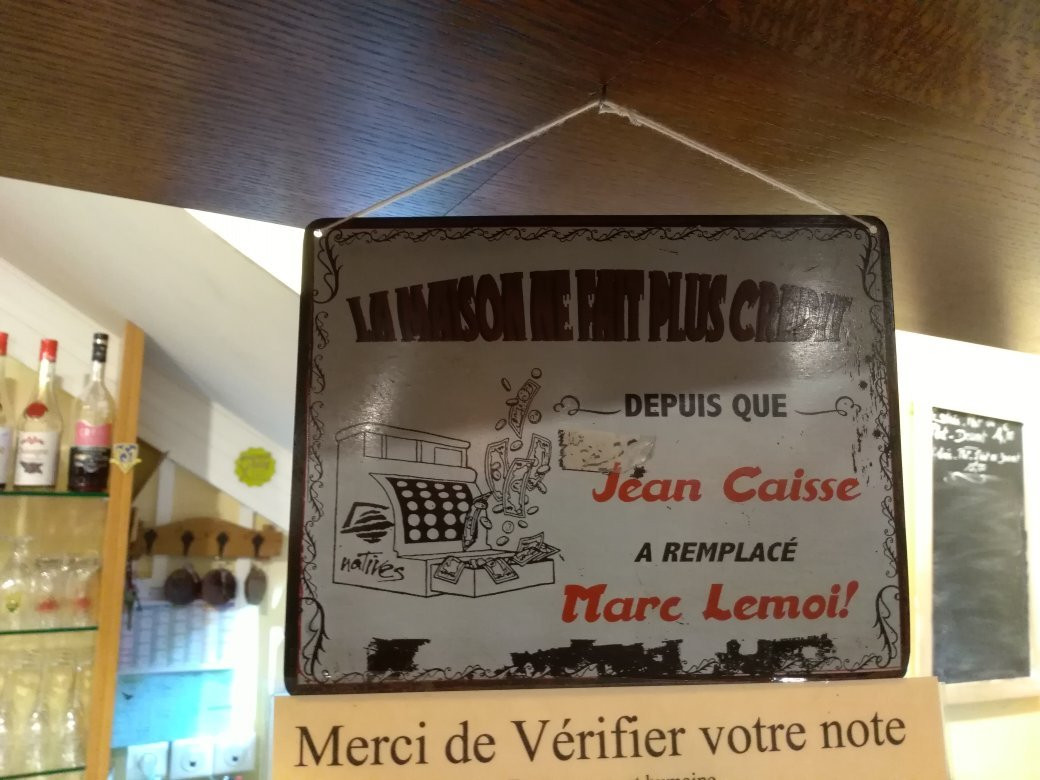 LA MAISON NE FAIT PLUS CREDIT
DEPUIS QUE
Jean Caisse
A REMPLACÉ
Marc Lemoi!
natives
Merci de Vérifier votre note